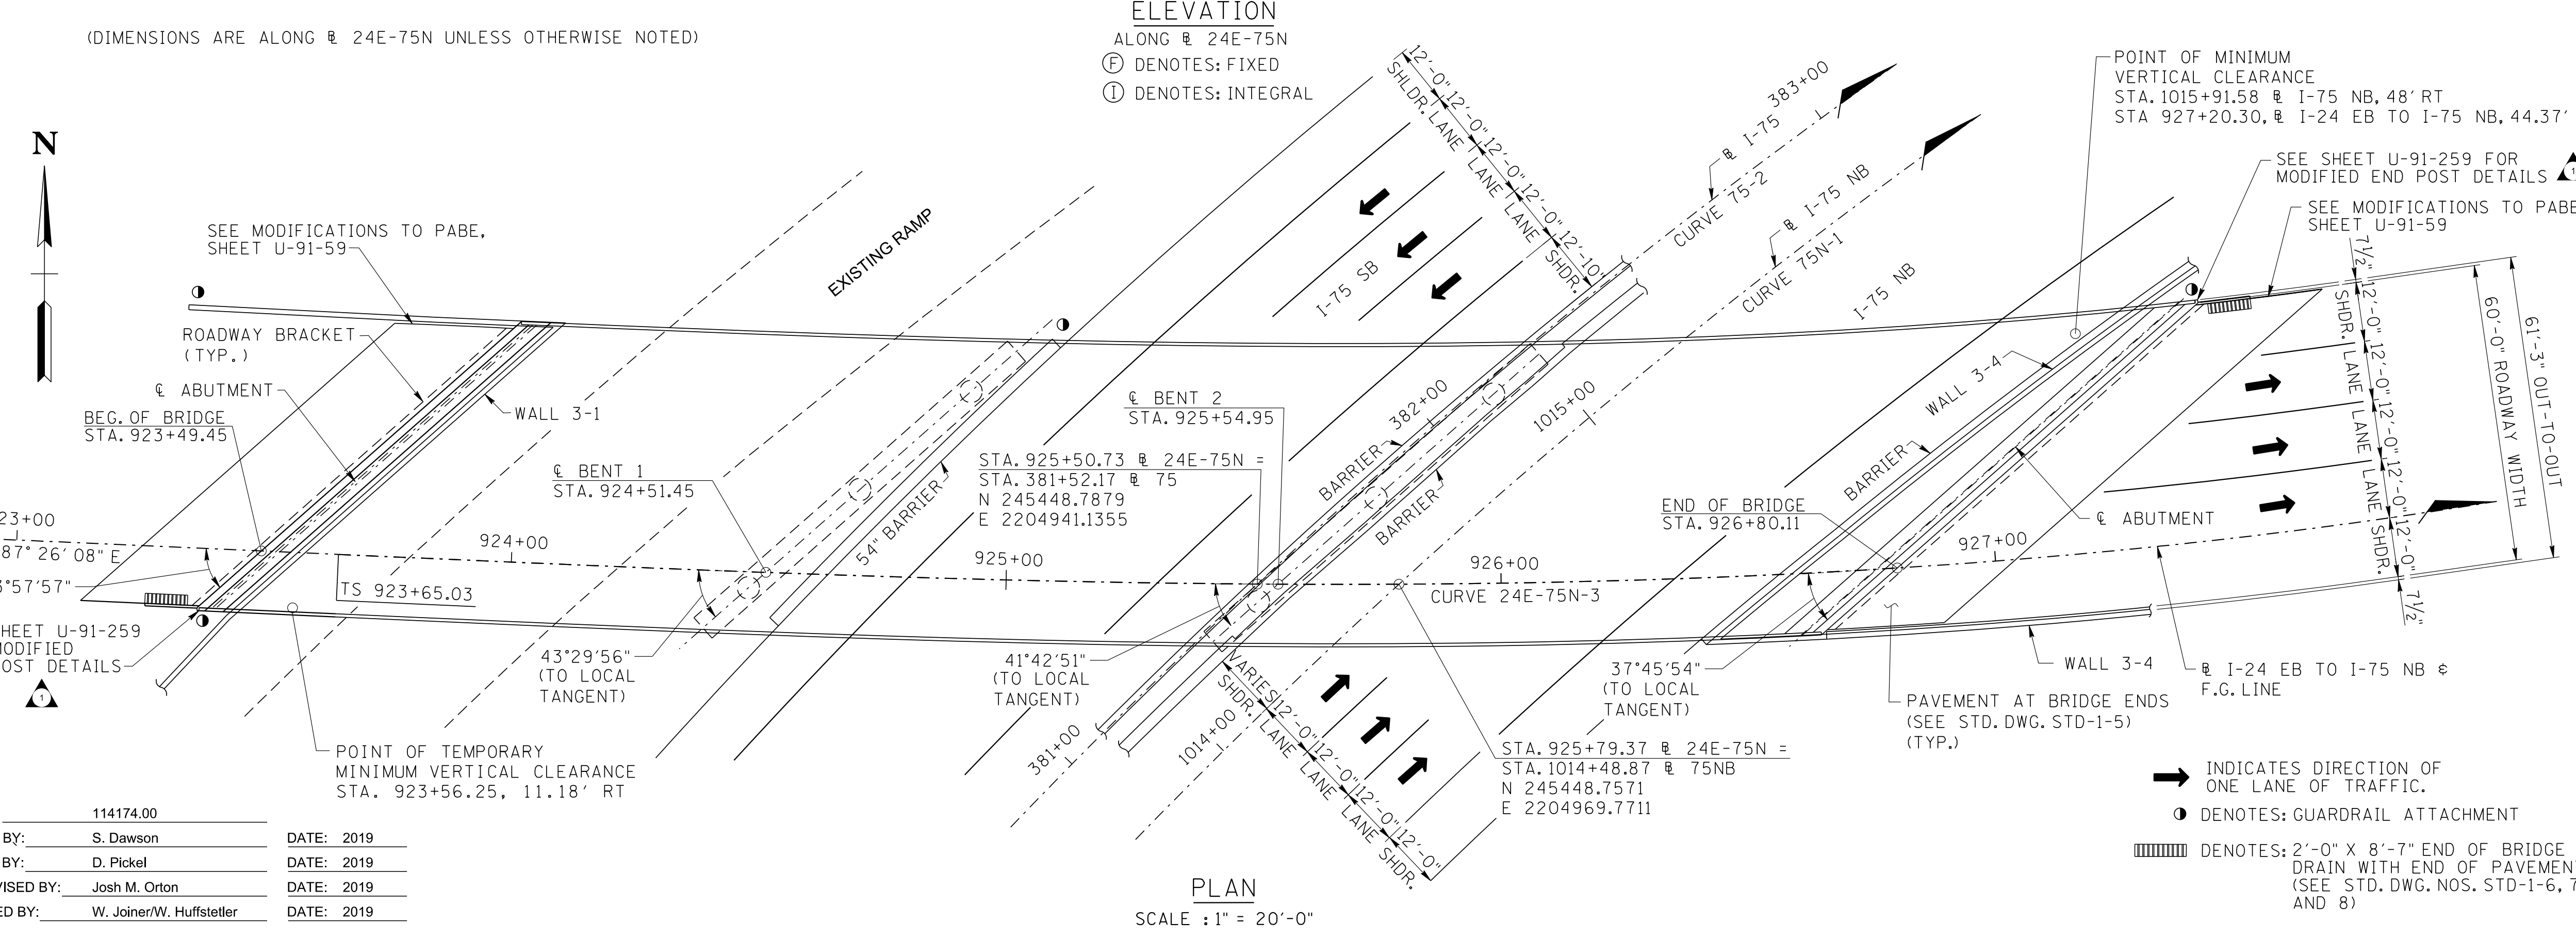 ELEVATION
ALONG ⅊ 24E-75N
Ⓕ DENOTES: FIXED
Ⓘ DENOTES: INTEGRAL
(DIMENSIONS ARE ALONG ⅊ 24E-75N UNLESS OTHERWISE NOTED)
N
SEE MODIFICATIONS TO PABE,
SHEET U-91-59
ROADWAY BRACKET
(TYP.)
℄ ABUTMENT
BEG. OF BRIDGE
STA. 923+49.45
WALL 3-1
EXISTING RAMP
23+00
87° 26' 08" E
°57'57"
TS 923+65.03
924+00
SHEET U-91-259
MODIFIED
POST DETAILS
1
POINT OF TEMPORARY
MINIMUM VERTICAL CLEARANCE
STA. 923+56.25, 11.18' RT
℄ BENT 1
STA. 924+51.45
43°29'56"
(TO LOCAL
TANGENT)
54" BARRIER
925+00
STA. 925+50.73 ⅊ 24E-75N =
STA. 381+52.17 ⅊ 75
N 245448.7879
E 2204941.1355
℄ BENT 2
STA. 925+54.95
41°42'51"
(TO LOCAL
TANGENT)
12'-0" 12'-0" 12'-0" 12'-0" 12'-10"
SHLDR. LANE LANE LANE SHDR.
I-75 SB
BARRIER
382+00
BARRIER
1015+00
⅊ I-75 383+00
CURVE 75-2
⅊ I-75 NB
CURVE 75N-1
I-75 NB
381+00
1014+00
VARIES 12'-0" 12'-0" 12'-0" 12'-0"
SHDR. LANE LANE LANE SHDR.
926+00
CURVE 24E-75N-3
STA. 925+79.37 ⅊ 24E-75N =
STA. 1014+48.87 ⅊ 75NB
N 245448.7571
E 2204969.7711
END OF BRIDGE
STA. 926+80.11
37°45'54"
(TO LOCAL
TANGENT)
WALL 3-4
BARRIER
℄ ABUTMENT
927+00
POINT OF MINIMUM
VERTICAL CLEARANCE
STA. 1015+91.58 ⅊ I-75 NB, 48' RT
STA 927+20.30, ⅊ I-24 EB TO I-75 NB, 44.37'
SEE SHEET U-91-259 FOR
MODIFIED END POST DETAILS 1
SEE MODIFICATIONS TO PABE
SHEET U-91-59
7½" 12'-0" 12'-0" 12'-0" 12'-0" 12'-0" 7½"
SHDR. LANE LANE LANE SHDR.
60'-0" ROADWAY WIDTH
61'-3" OUT-TO-OUT
WALL 3-4
⅊ I-24 EB TO I-75 NB &
F.G. LINE
PAVEMENT AT BRIDGE ENDS
(SEE STD. DWG. STD-1-5)
(TYP.)
INDICATES DIRECTION OF
ONE LANE OF TRAFFIC.
DENOTES: GUARDRAIL ATTACHMENT
DENOTES: 2'-0" X 8'-7" END OF BRIDGE
DRAIN WITH END OF PAVEMEN
(SEE STD. DWG. NOS. STD-1-6, 7
AND 8)
PLAN
SCALE : 1" = 20'-0"
114174.00
BY: S. Dawson DATE: 2019
BY: D. Pickel DATE: 2019
VISED BY: Josh M. Orton DATE: 2019
ED BY: W. Joiner/W. Huffstetler DATE: 2019